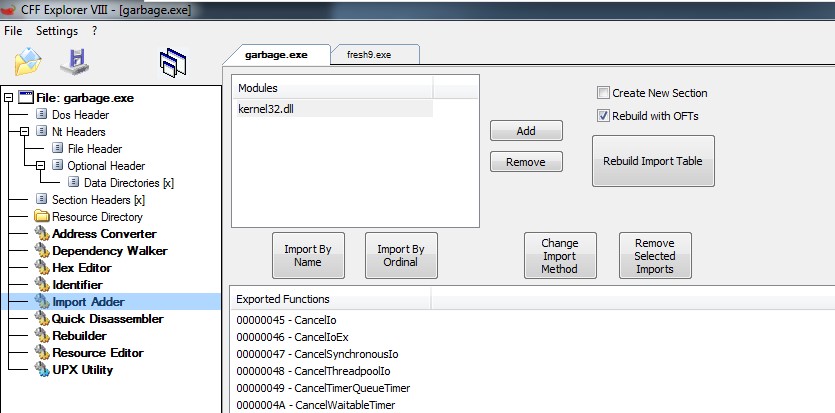 CFF Explorer VIII - [garbage.exe]
File Settings ?
garbage.exe
fresh9.exe
File: garbage.exe
Dos Header
Nt Headers
File Header
Optional Header
Data Directories [x]
Section Headers [x]
Resource Directory
Address Converter
Dependency Walker
Hex Editor
Identifier
Import Adder
Quick Disassembler
Rebuilder
Resource Editor
UPX Utility
Modules
kernel32.dll
Add
Remove
Create New Section
Rebuild with OFTs
Rebuild Import Table
Import By
Name
Import By
Ordinal
Change
Import
Method
Remove
Selected
Imports
Exported Functions
00000045 - CancelIo
00000046 - CancelIoEx
00000047 - CancelSynchronousIo
00000048 - CancelThreadpoolIo
00000049 - CancelTimerQueueTimer
0000004A - CancelWaitableTimer